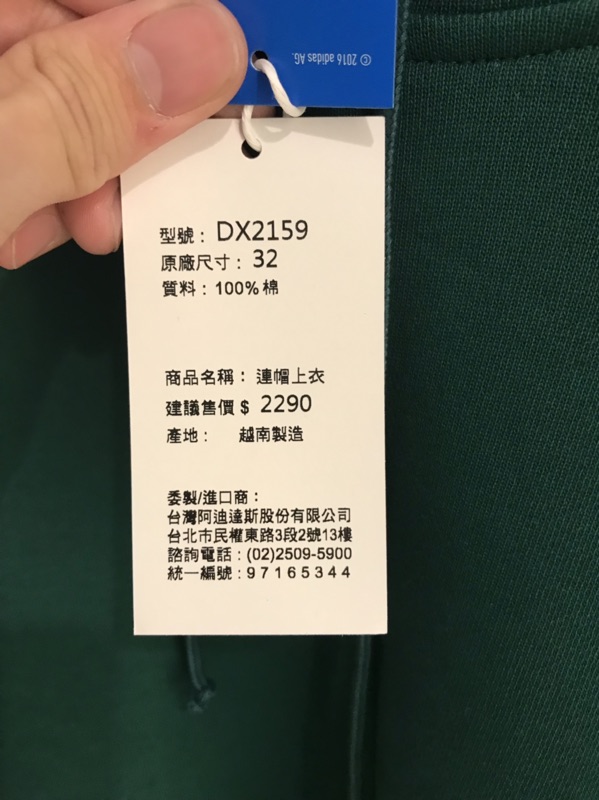 © 2016 adidas AG.
型號： DX2159
原廠尺寸： 32
質料：100% 棉
商品名稱： 連帽上衣
建議售價 $ 2290
產地： 越南製造
委製/進口商：
台灣阿迪達斯股份有限公司
台北市民權東路3段2號13樓
諮詢電話：(02)2509-5900
統一編號：97165344